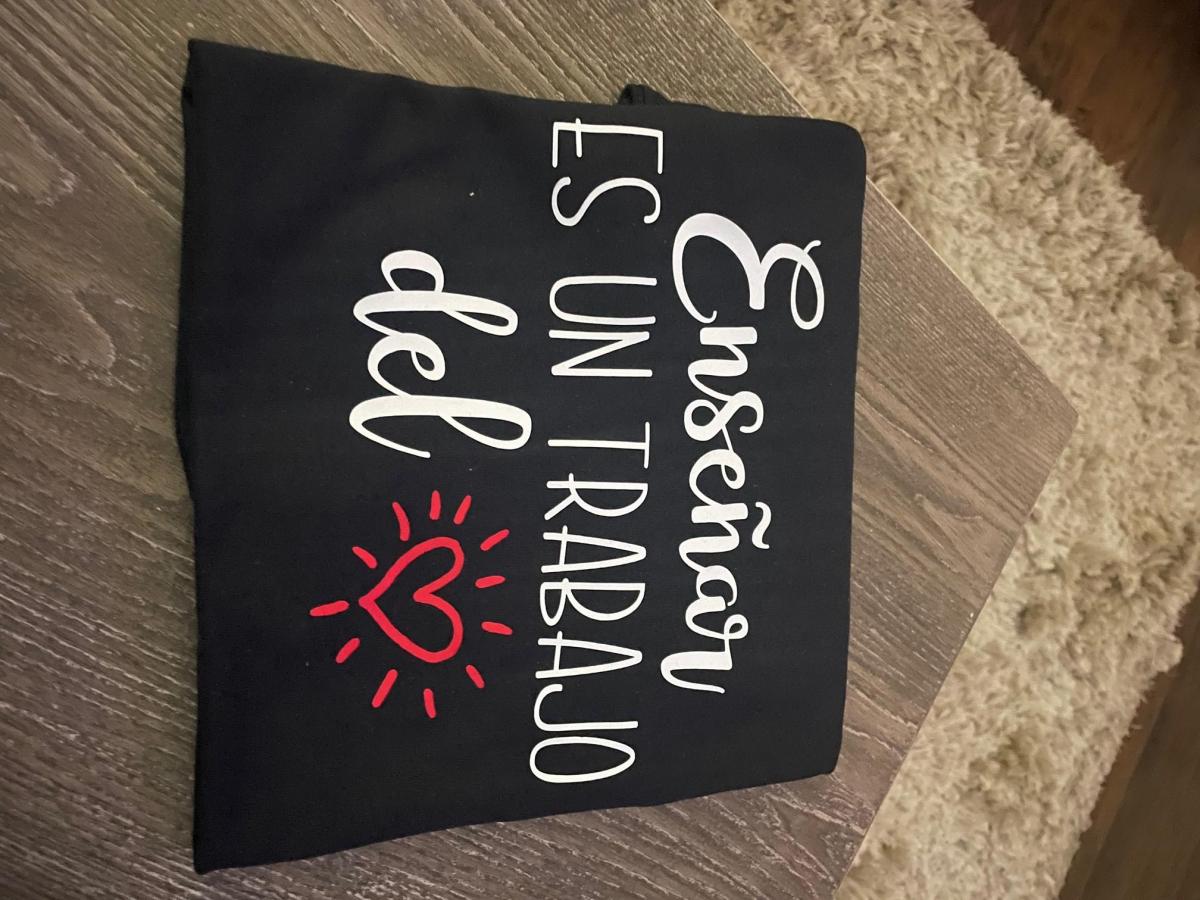 Enseñar
ES UN TRABAJO
del